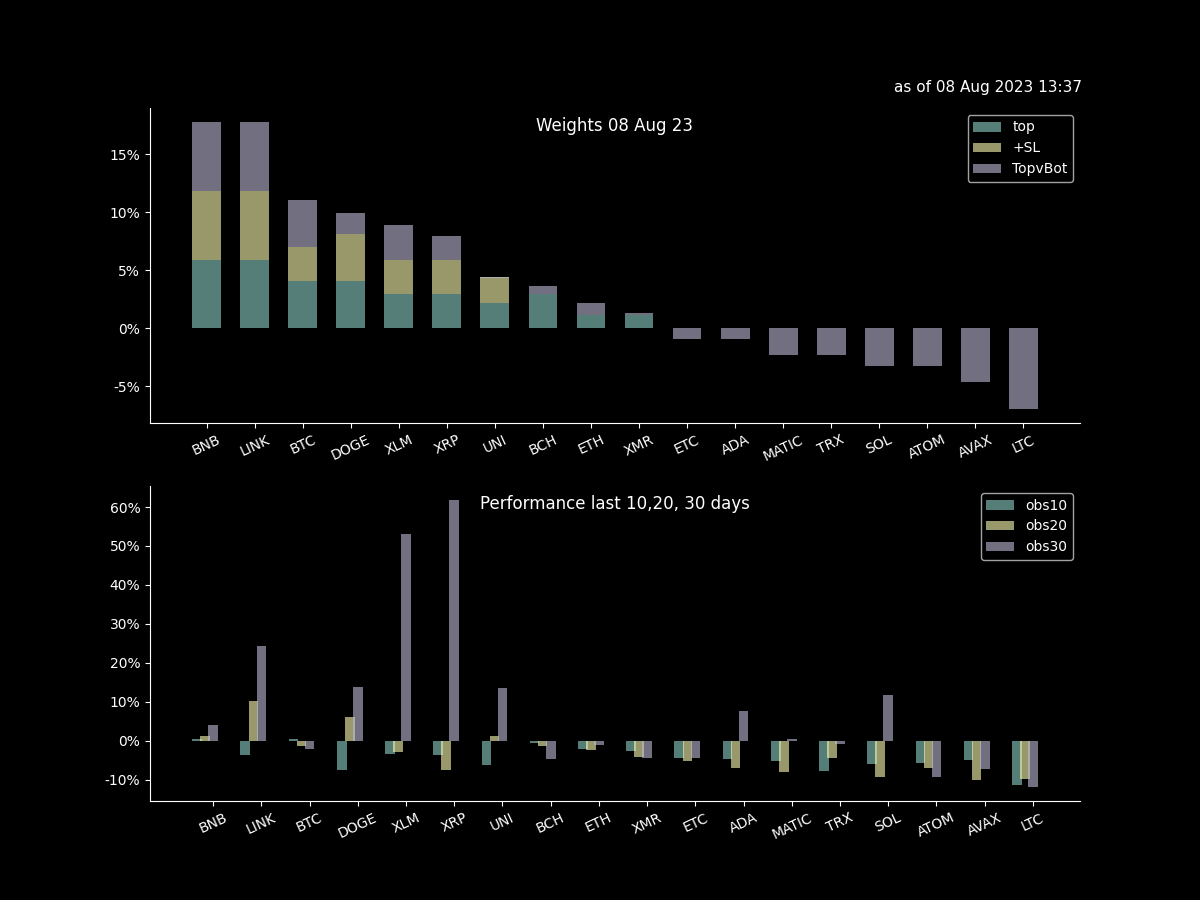 as of 08 Aug 2023 13:37
Weights 08 Aug 23
top
+SL
TopvBot
15%
10%
5%
0%
-5%
BNB LINK BTC DOGE XLM XRP UNI BCH ETH XMR ETC ADA MATIC TRX SOL ATOM AVAX LTC
Performance last 10,20, 30 days
obs10
obs20
obs30
60%
50%
40%
30%
20%
10%
0%
-10%
BNB LINK BTC DOGE XLM XRP UNI BCH ETH XMR ETC ADA MATIC TRX SOL ATOM AVAX LTC